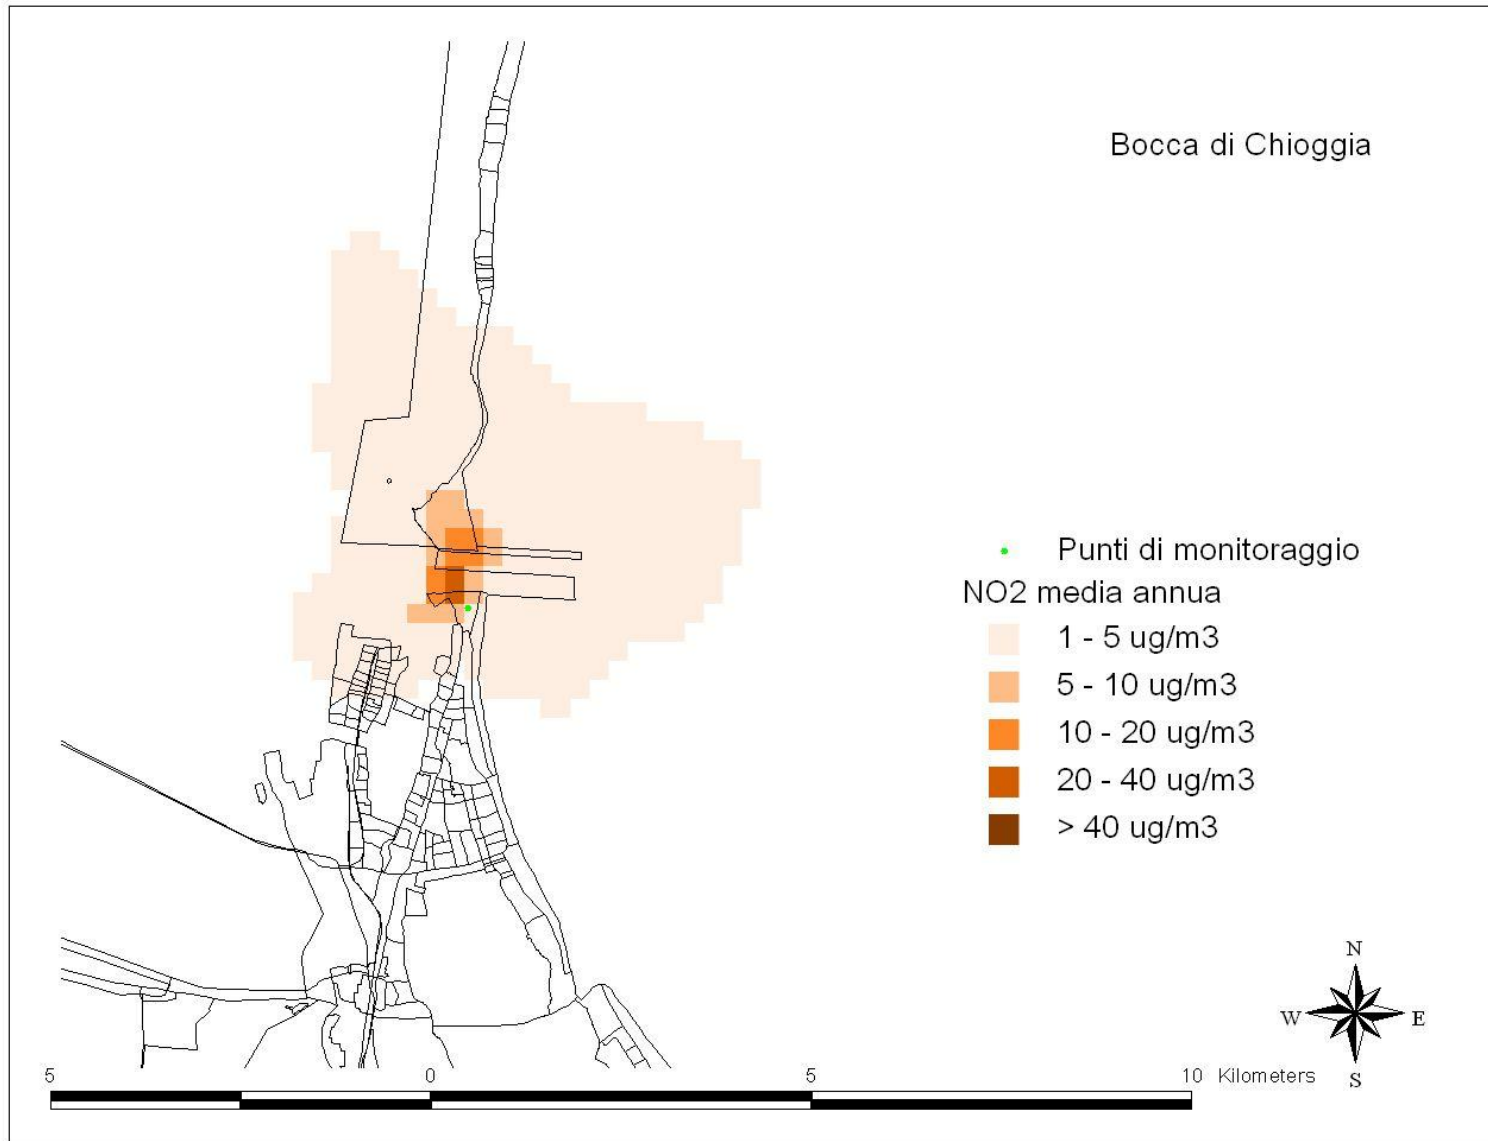 Bocca di Chioggia
Punti di monitoraggio
NO2 media annua
1 - 5 ug/m3
5 - 10 ug/m3
10 - 20 ug/m3
20 - 40 ug/m3
> 40 ug/m3
N
W E
S
5 0 5 10 Kilometers